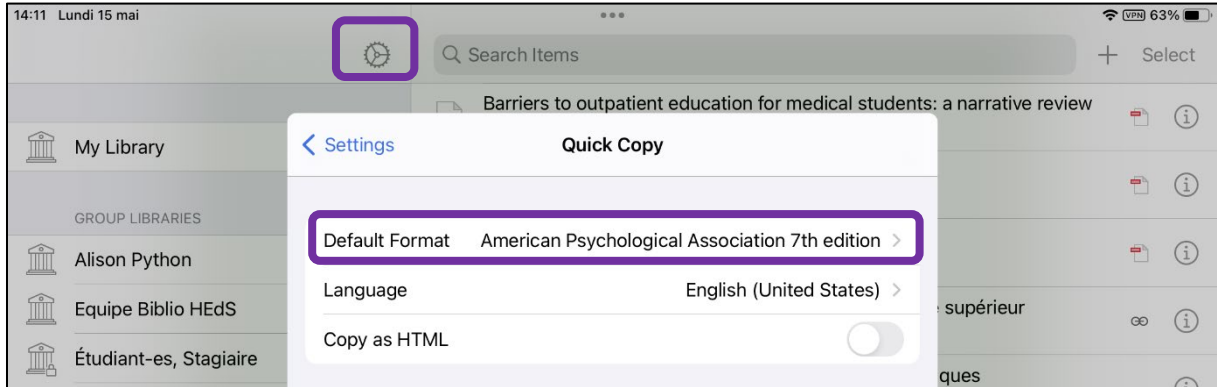 14:11 Lundi 15 mai
VPN 63%
Search Items
Select
Barriers to outpatient education for medical students: a narrative review
Settings
Quick Copy
My Library
GROUP LIBRARIES
Default Format American Psychological Association 7th edition
Alison Python
Language English (United States)
Equipe Biblio HEdS
supérieur
Copy as HTML
Étudiant-es, Stagiaire
ques